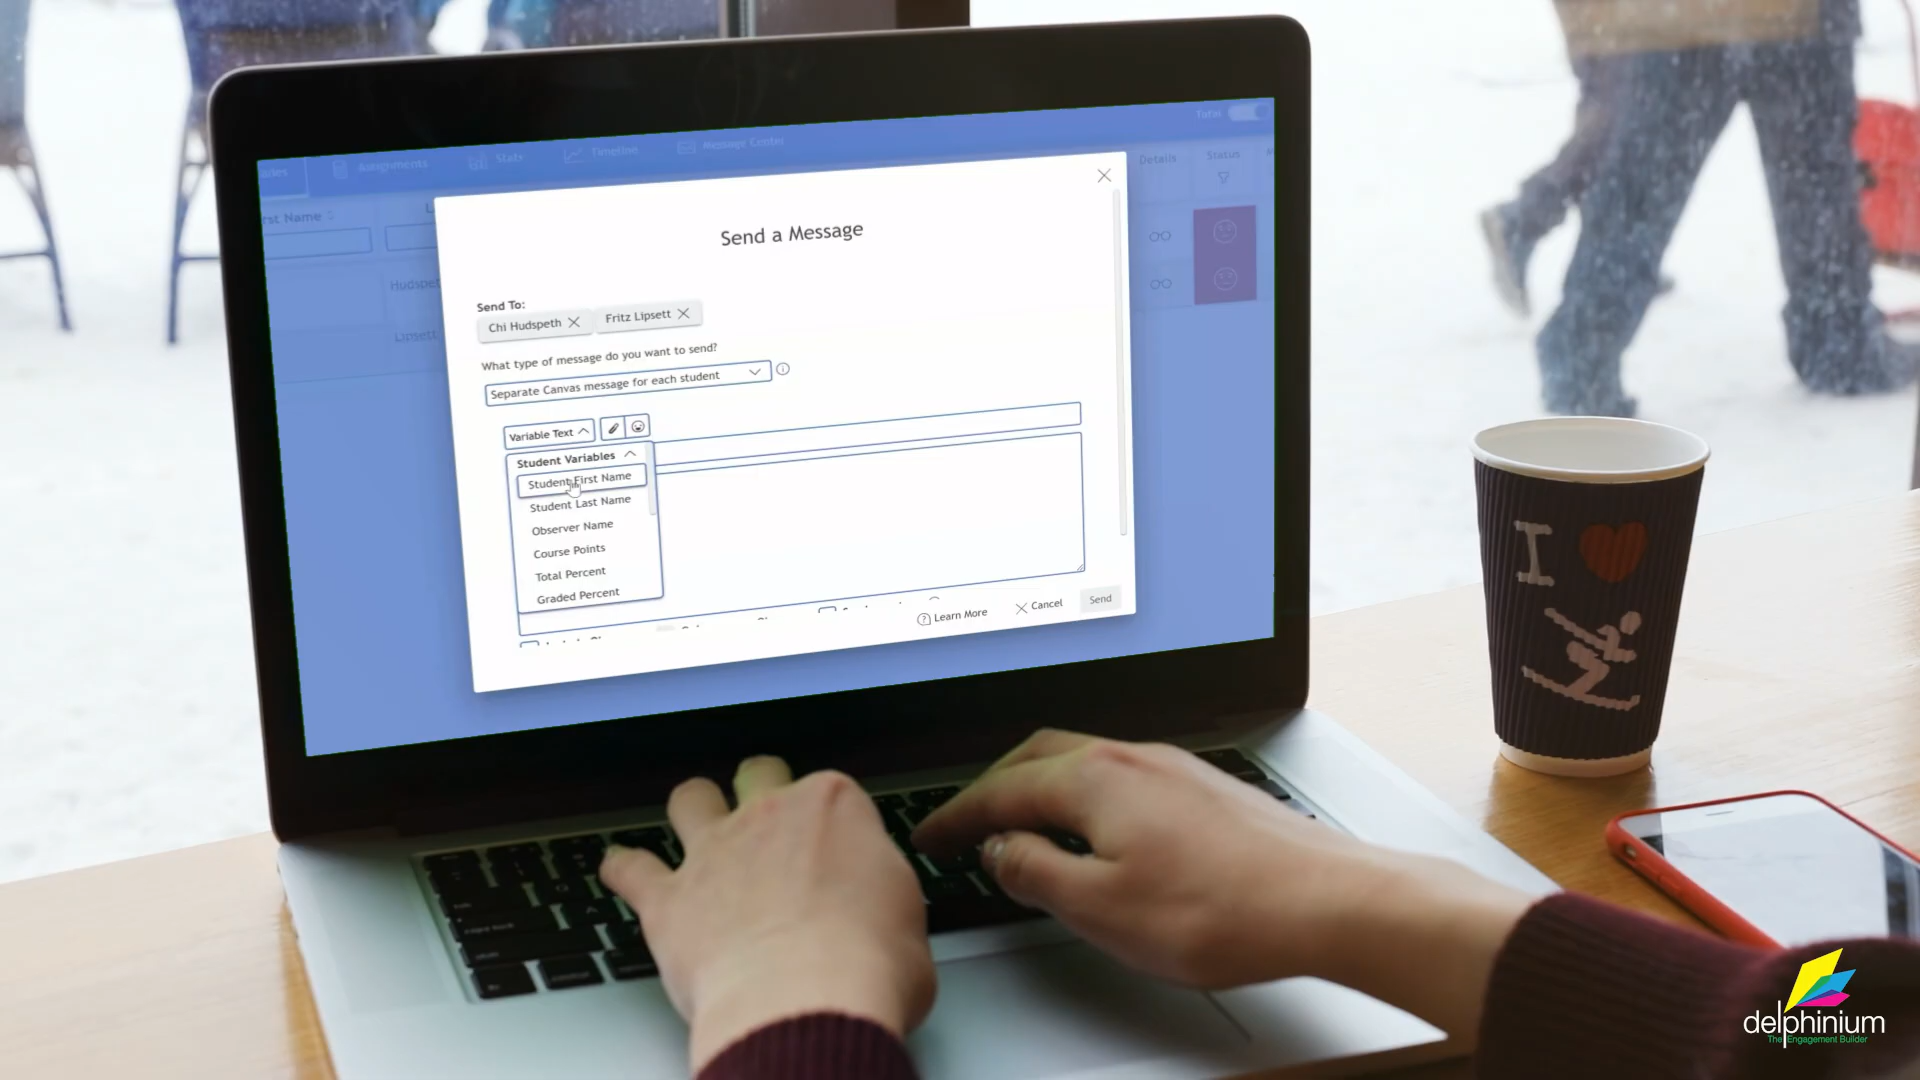 Assignments
Stats
Timeline
Message Center
Details
Status
Send a Message
Send To:
Chi Hudspeth
Fritz Lipsett
What type of message do you want to send?
Separate Canvas message for each student
Variable Text
Student Variables
Student First Name
Student Last Name
Observer Name
Course Points
Total Percent
Graded Percent
Learn More
Cancel
Send
Lipsett
I
delphinium
The Engagement Builder